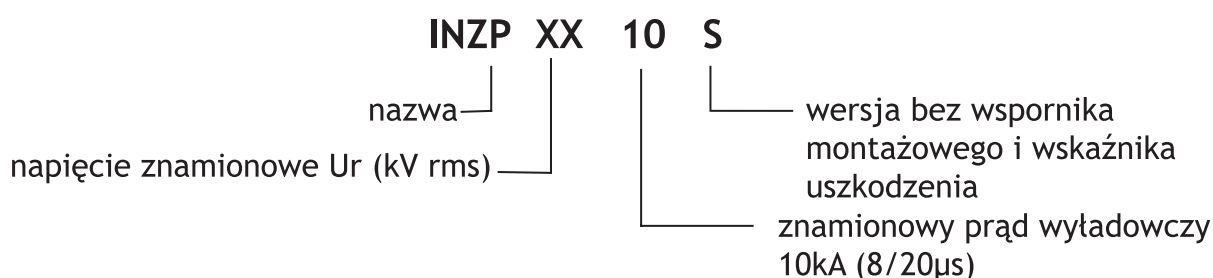 INZP XX 10 S
nazwa
napięcie znamionowe Ur (kV rms)
wersja bez wspornika
montażowego i wskaźnika
uszkodzenia
znamionowy prąd wyładowczy
10kA (8/20µs)